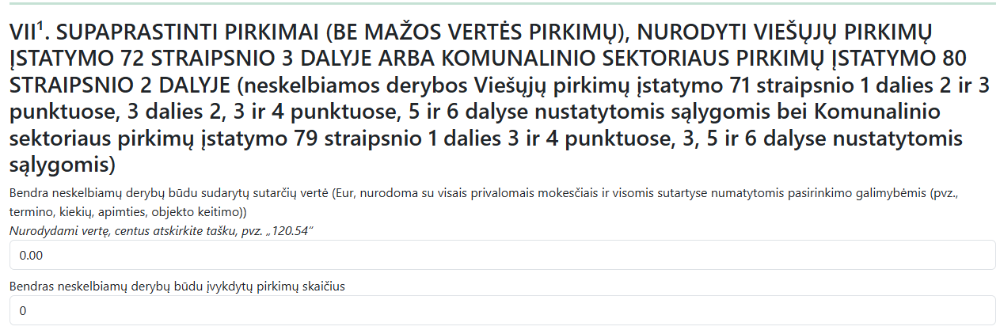 VII¹. SUPAPRASTINTI PIRKIMAI (BE MAŽOS VERTĖS PIRKIMŲ), NURODYTI VIEŠŲJŲ PIRKIMŲ
ĮSTATYMO 72 STRAIPSNIO 3 DALYJE ARBA KOMUNALINIO SEKTORIAUS PIRKIMŲ ĮSTATYMO 80
STRAIPSNIO 2 DALYJE (neskelbiamos derybos Viešųjų pirkimų įstatymo 71 straipsnio 1 dalies 2 ir 3
punktuose, 3 dalies 2, 3 ir 4 punktuose, 5 ir 6 dalyse nustatytomis sąlygomis bei Komunalinio
sektoriaus pirkimų įstatymo 79 straipsnio 1 dalies 3 ir 4 punktuose, 3, 5 ir 6 dalyse nustatytomis
sąlygomis)
Bendra neskelbiamų derybų būdu sudarytų sutarčių vertė (Eur, nurodoma su visais privalomais mokesčiais ir visomis sutartyse numatytomis pasirinkimo galimybėmis (pvz.,
termino, kiekių, apimties, objekto keitimo))
Nurodydami vertę, centus atskirkite tašku, pvz. „120.54“
0.00
Bendras neskelbiamų derybų būdu įvykdytų pirkimų skaičius
0